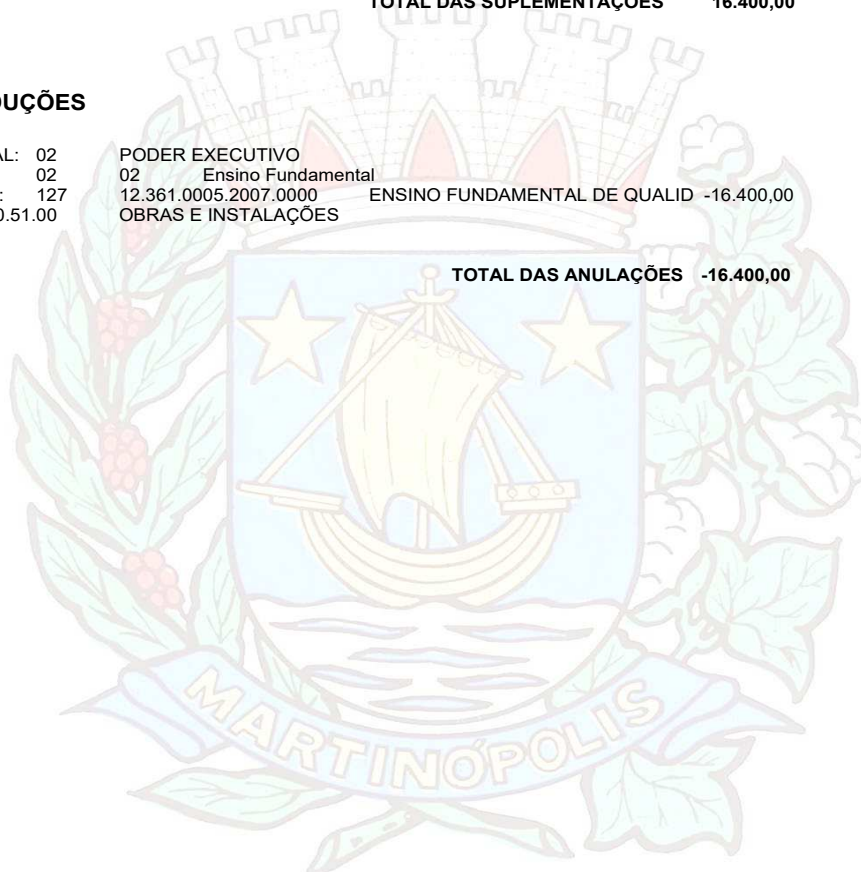 TOTAL DAS SUPLEMENTAÇÕES 16.400,00
UÇÕES
AL: 02 PODER EXECUTIVO
02 02 Ensino Fundamental
: 127 12.361.0005.2007.0000 ENSINO FUNDAMENTAL DE QUALID -16.400,00
0.51.00 OBRAS E INSTALAÇÕES
TOTAL DAS ANULAÇÕES -16.400,00
MARTINÓPOLIS